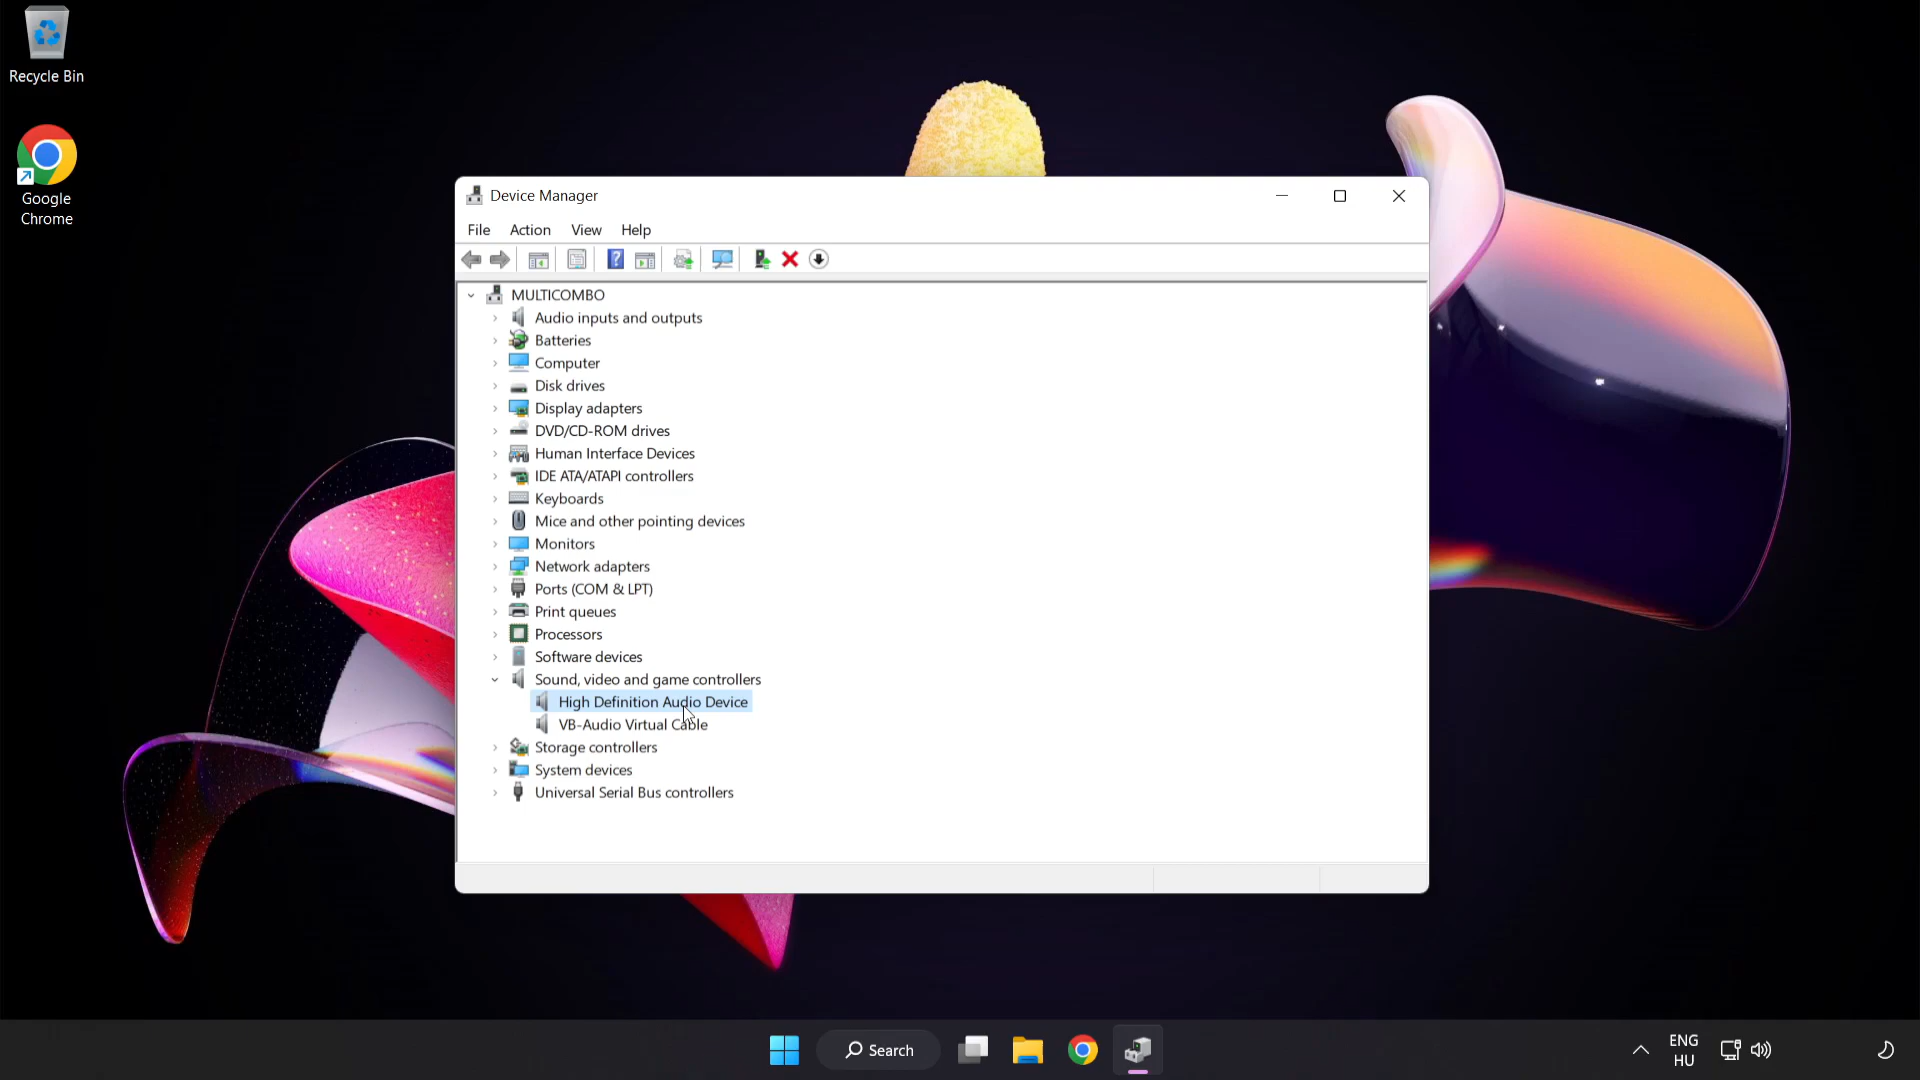 Recycle Bin
Google
Chrome
Device Manager
File Action View Help
MULTICOMBO
Audio inputs and outputs
Batteries
Computer
Disk drives
Display adapters
DVD/CD-ROM drives
Human Interface Devices
IDE ATA/ATAPI controllers
Keyboards
Mice and other pointing devices
Monitors
Network adapters
Ports (COM & LPT)
Print queues
Processors
Software devices
Sound, video and game controllers
High Definition Audio Device
VB-Audio Virtual Cable
Storage controllers
System devices
Universal Serial Bus controllers
Search
ENG
HU